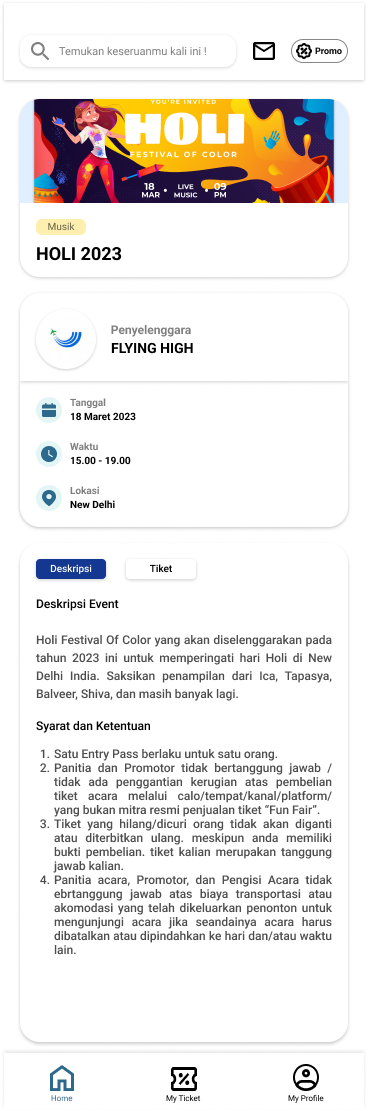 Temukan keseruanmu kali ini !
Promo
YOU'RE INVITED
HOLI
FESTIVAL OF COLOR
18 MAR • LIVE MUSIC • 09 PM
Musik
HOLI 2023
Penyelenggara
FLYING HIGH
Tanggal
18 Maret 2023
Waktu
15.00 - 19.00
Lokasi
New Delhi
Deskripsi
Tiket
Deskripsi Event
Holi Festival Of Color yang akan diselenggarakan pada
tahun 2023 ini untuk memperingati hari Holi di New
Delhi India. Saksikan penampilan dari Ica, Tapasya,
Balveer, Shiva, dan masih banyak lagi.
Syarat dan Ketentuan
1. Satu Entry Pass berlaku untuk satu orang.
2. Panitia dan Promotor tidak bertanggung jawab /
tidak ada penggantian kerugian atas pembelian
tiket acara melalui calo/tempat/kanal/platform/
yang bukan mitra resmi penjualan tiket “Fun Fair”.
3. Tiket yang hilang/dicuri orang tidak akan diganti
atau diterbitkan ulang. meskipun anda memiliki
bukti pembelian. tiket kalian merupakan tanggung
jawab kalian.
4. Panitia acara, Promotor, dan Pengisi Acara tidak
ebrtanggung jawab atas biaya transportasi atau
akomodasi yang telah dikeluarkan penonton untuk
mengunjungi acara jika seandainya acara harus
dibatalkan atau dipindahkan ke hari dan/atau waktu
lain.
Home
My Ticket
My Profile